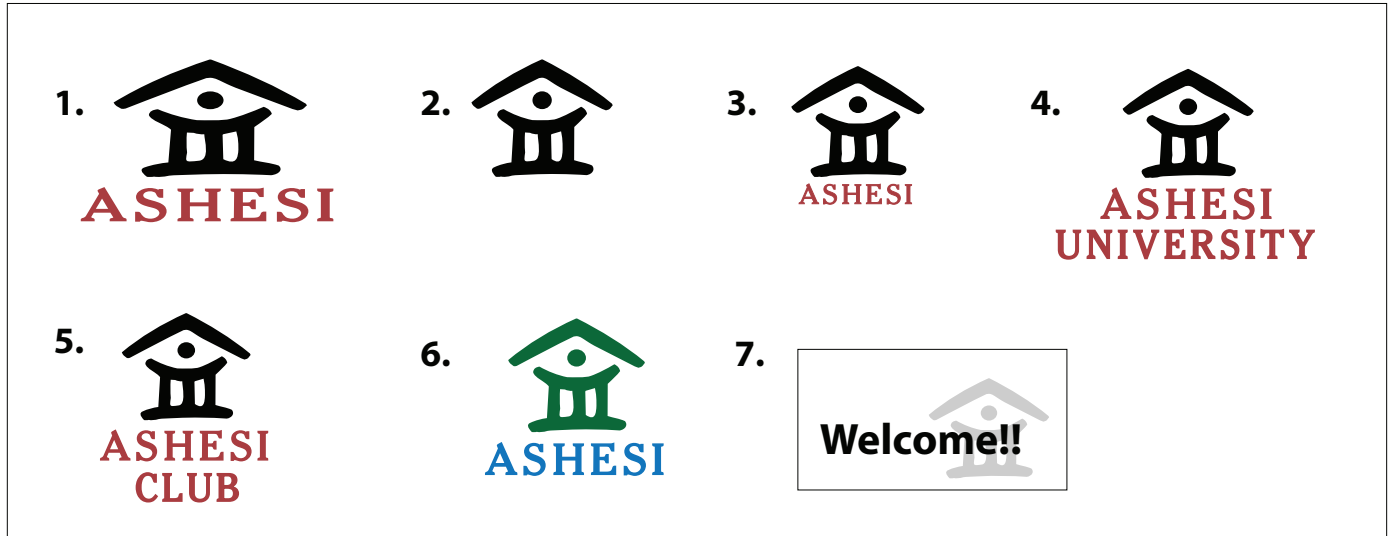 1.
ASHESI
2.
3.
ASHESI
4.
ASHESI
UNIVERSITY
5.
ASHESI
CLUB
6.
ASHESI
7.
Welcome!!